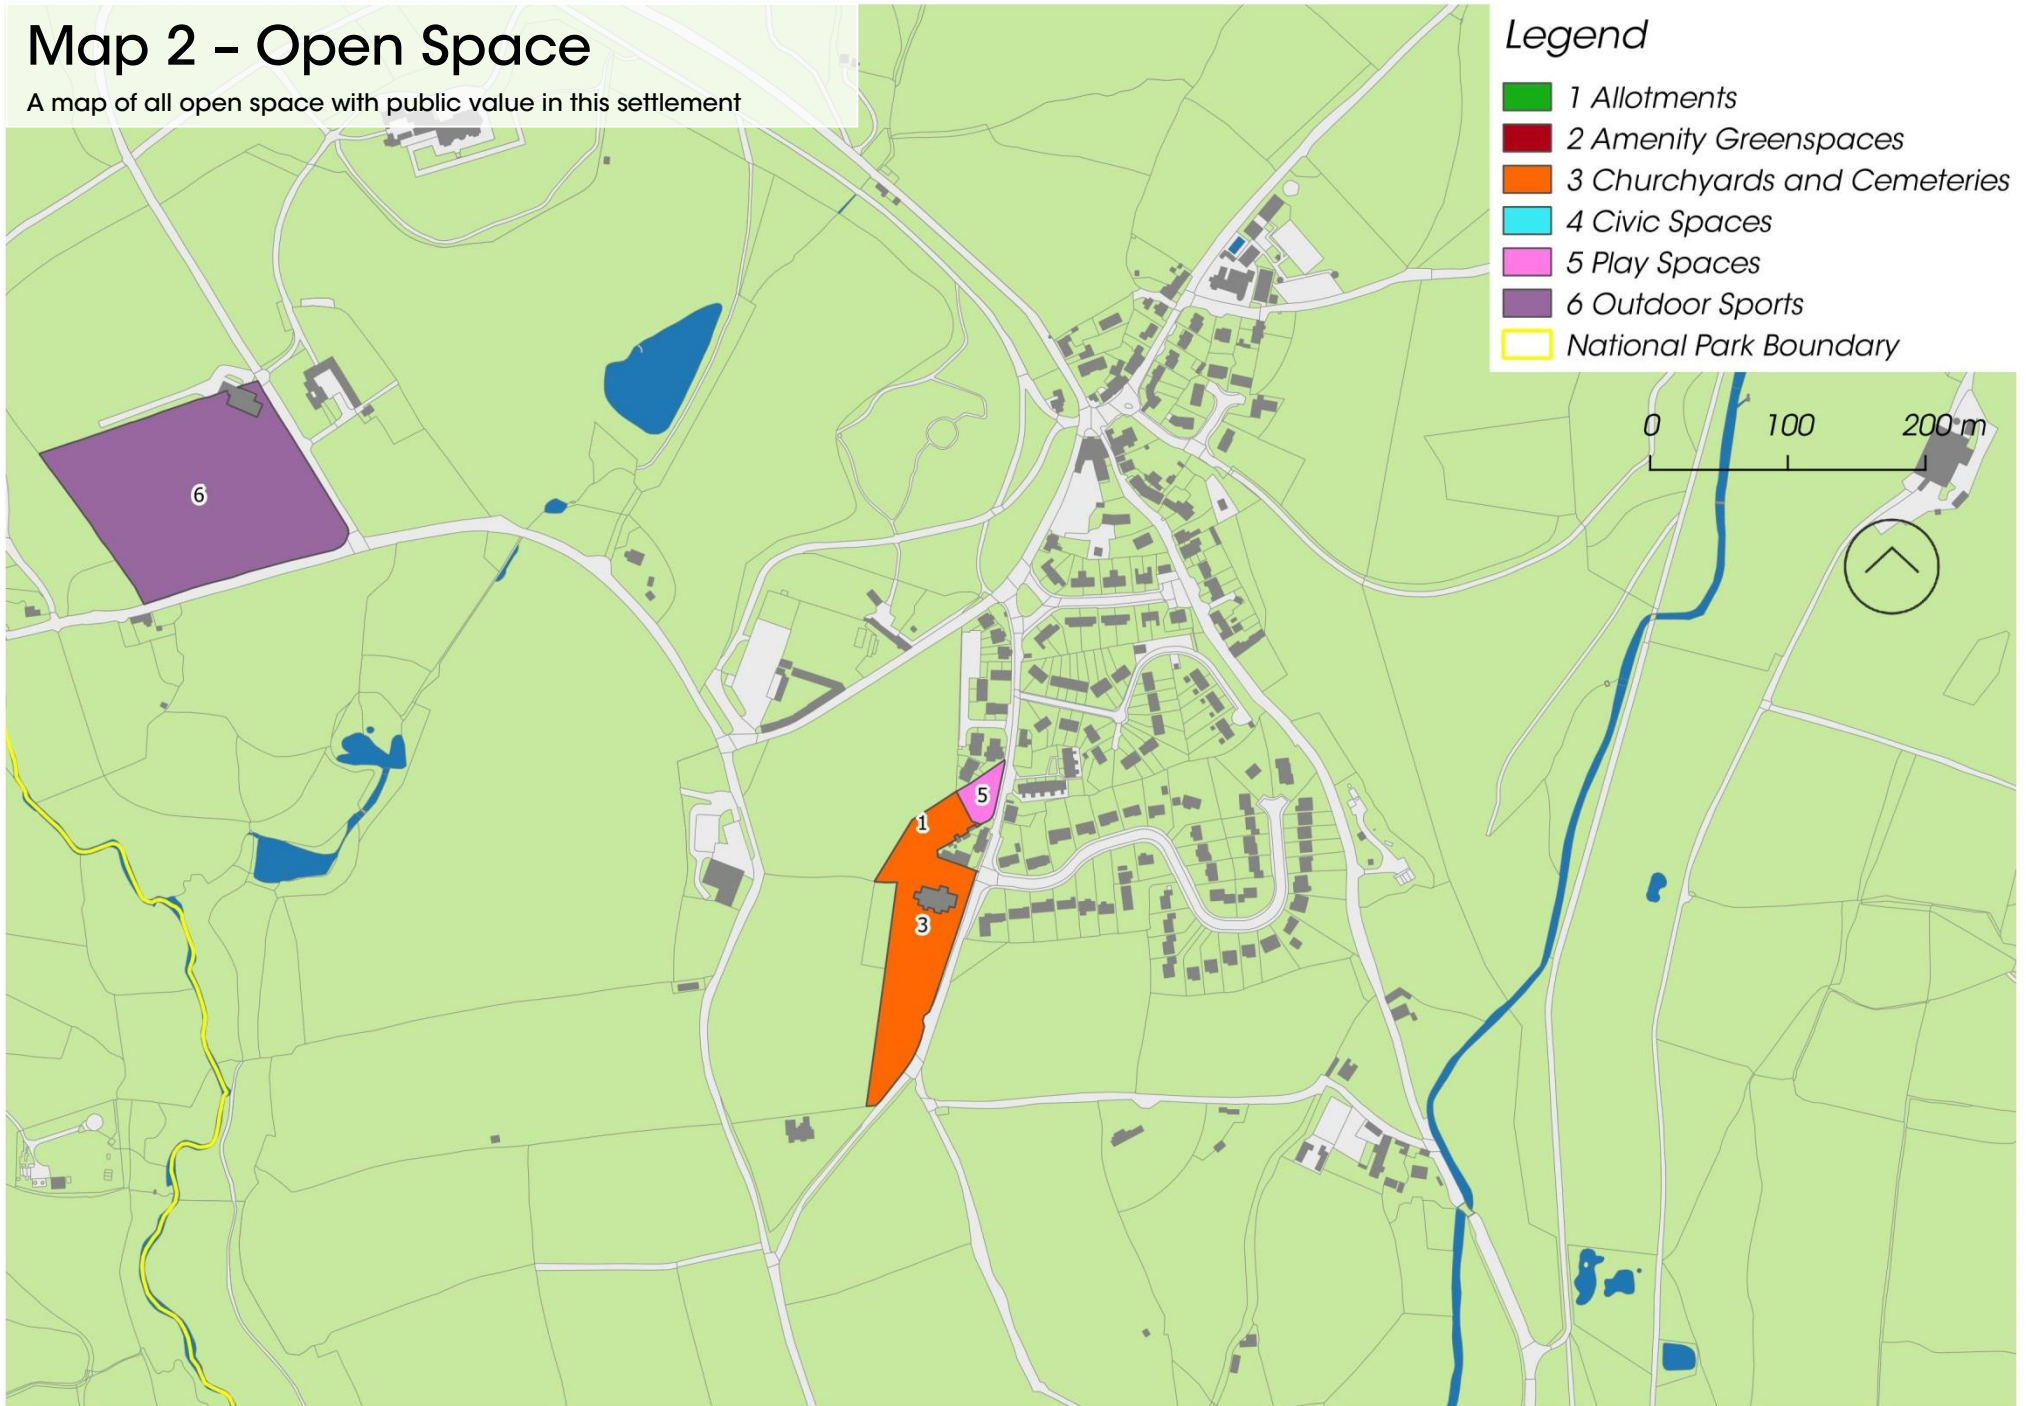 Map 2 – Open Space
A map of all open space with public value in this settlement
Legend
1 Allotments
2 Amenity Greenspaces
3 Churchyards and Cemeteries
4 Civic Spaces
5 Play Spaces
6 Outdoor Sports
National Park Boundary
0 100 200 m
6
5
1
3